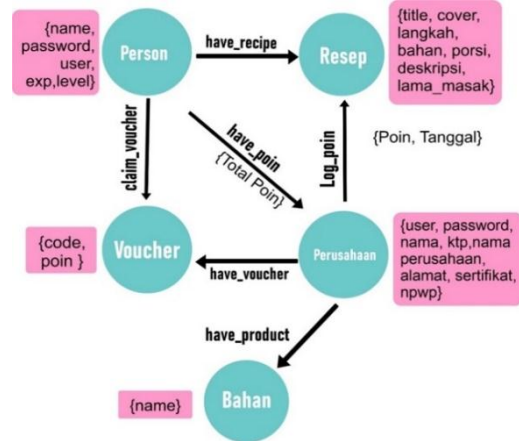 {name,
password,
user,
exp,level}
Person
have_recipe
Resep
{title, cover,
langkah,
bahan, porsi,
deskripsi,
lama_masak}
claim_voucher
have_poin
{Total Poin}
Log_poin
{Poin, Tanggal}
{code,
poin }
Voucher
have_voucher
Perusahaan
{user, password,
nama, ktp,nama
perusahaan,
alamat, sertifikat,
npwp}
have_product
{name}
Bahan